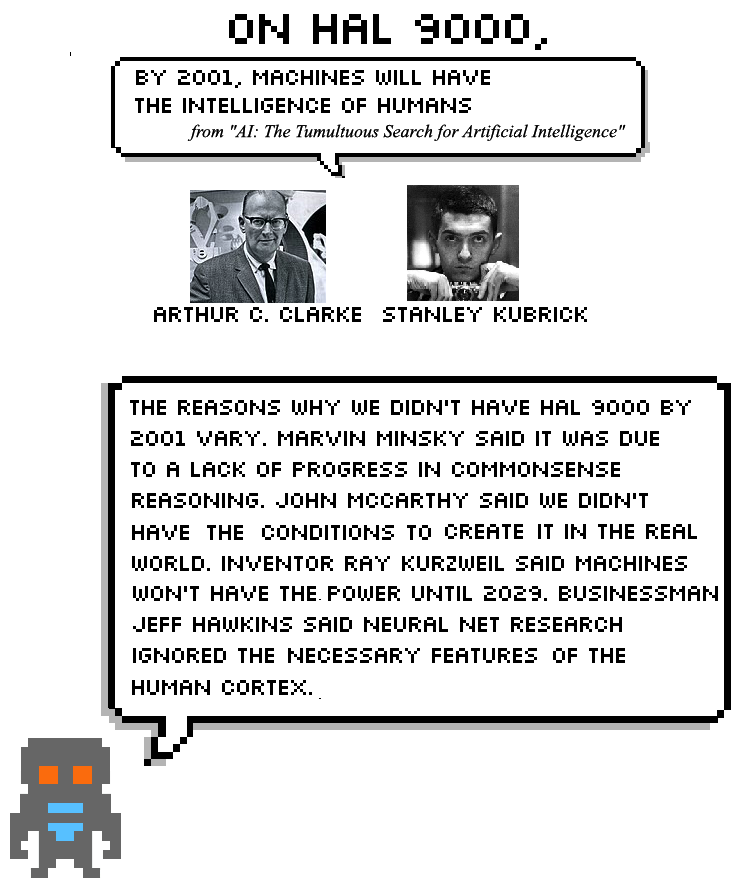 ON HAL 9000,
BY 2001, MACHINES WILL HAVE
THE INTELLIGENCE OF HUMANS
from "AI: The Tumultuous Search for Artificial Intelligence"
ARTHUR C. CLARKE STANLEY KUBRICK
THE REASONS WHY WE DIDN'T HAVE HAL 9000 BY
2001 VARY. MARVIN MINSKY SAID IT WAS DUE
TO A LACK OF PROGRESS IN COMMONSENSE
REASONING. JOHN MCCARTHY SAID WE DIDN'T
HAVE THE CONDITIONS TO CREATE IT IN THE REAL
WORLD. INVENTOR RAY KURZWEIL SAID MACHINES
WON'T HAVE THE POWER UNTIL 2029. BUSINESSMAN
JEFF HAWKINS SAID NEURAL NET RESEARCH
IGNORED THE NECESSARY FEATURES OF THE
HUMAN CORTEX.